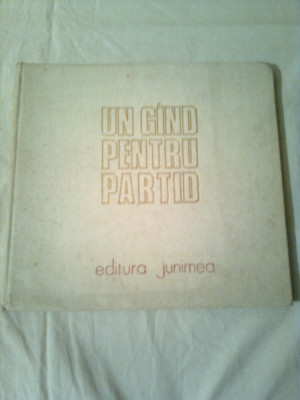 UN GÎND
PENTRU
PARTID
editura junimea